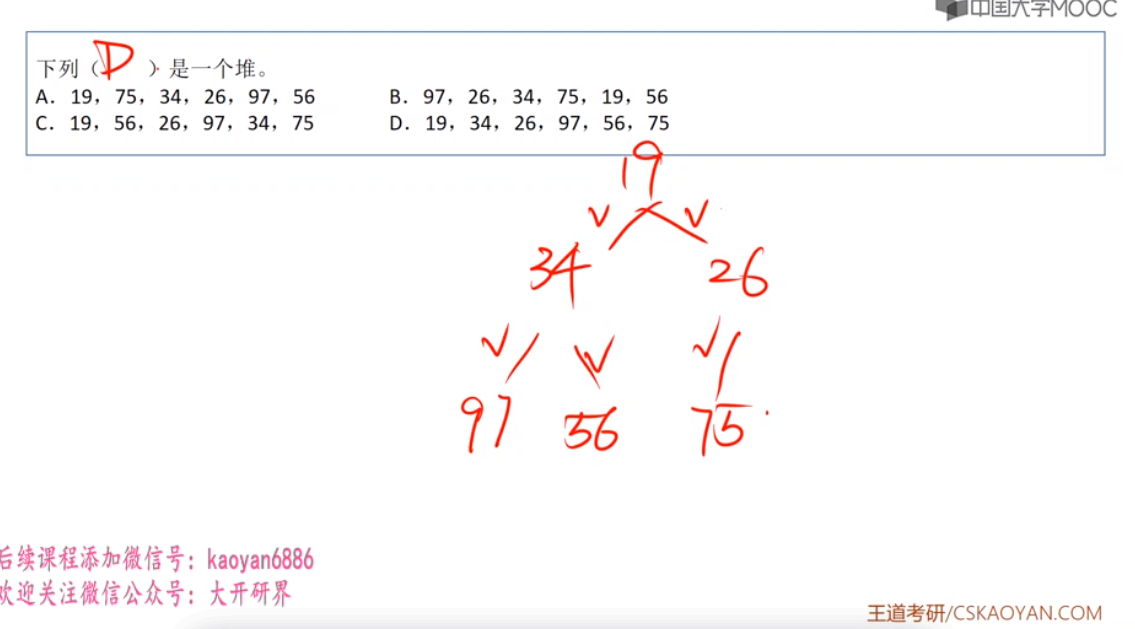 中国大学MOOC
下列（D ）是一个堆。
A. 19，75，34，26，97，56 B. 97，26，34，75，19，56
C. 19，56，26，97，34，75 D. 19，34，26，97，56，75
19
34 26
97 56 75
后续课程添加微信号：kaoyan6886
欢迎关注微信公众号：大开研界
王道考研/CSKAOYAN.COM